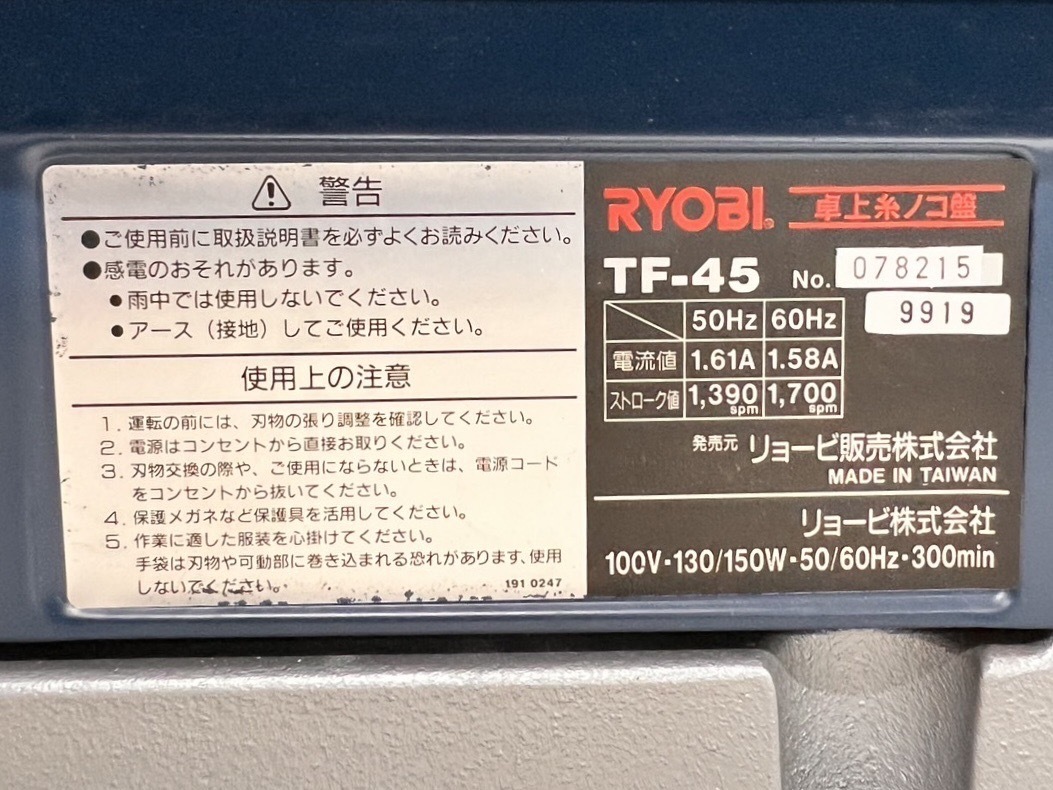 警告
●ご使用前に取扱説明書を必ずよくお読みください。
●感電のおそれがあります。
●雨中では使用しないでください。
●アース（接地）してご使用ください。
使用上の注意
1. 運転の前には、刃物の張り調整を確認してください。
2. 電源はコンセントから直接お取りください。
3. 刃物交換の際や、ご使用にならないときは、電源コード
をコンセントから抜いてください。
4. 保護メガネなど保護具を活用してください。
5. 作業に適した服装を心掛けてください。
手袋は刃物や可動部に巻き込まれる恐れがあります、使用
しないでください。
191 0247
RYOBI® 卓上糸ノコ盤
TF-45 No. 078215
9919
50Hz 60Hz
電流値 1.61A 1.58A
ストローク値 1,390spm 1,700spm
発売元 リョービ販売株式会社
MADE IN TAIWAN
リョービ株式会社
100V・130/150W・50/60Hz・300min